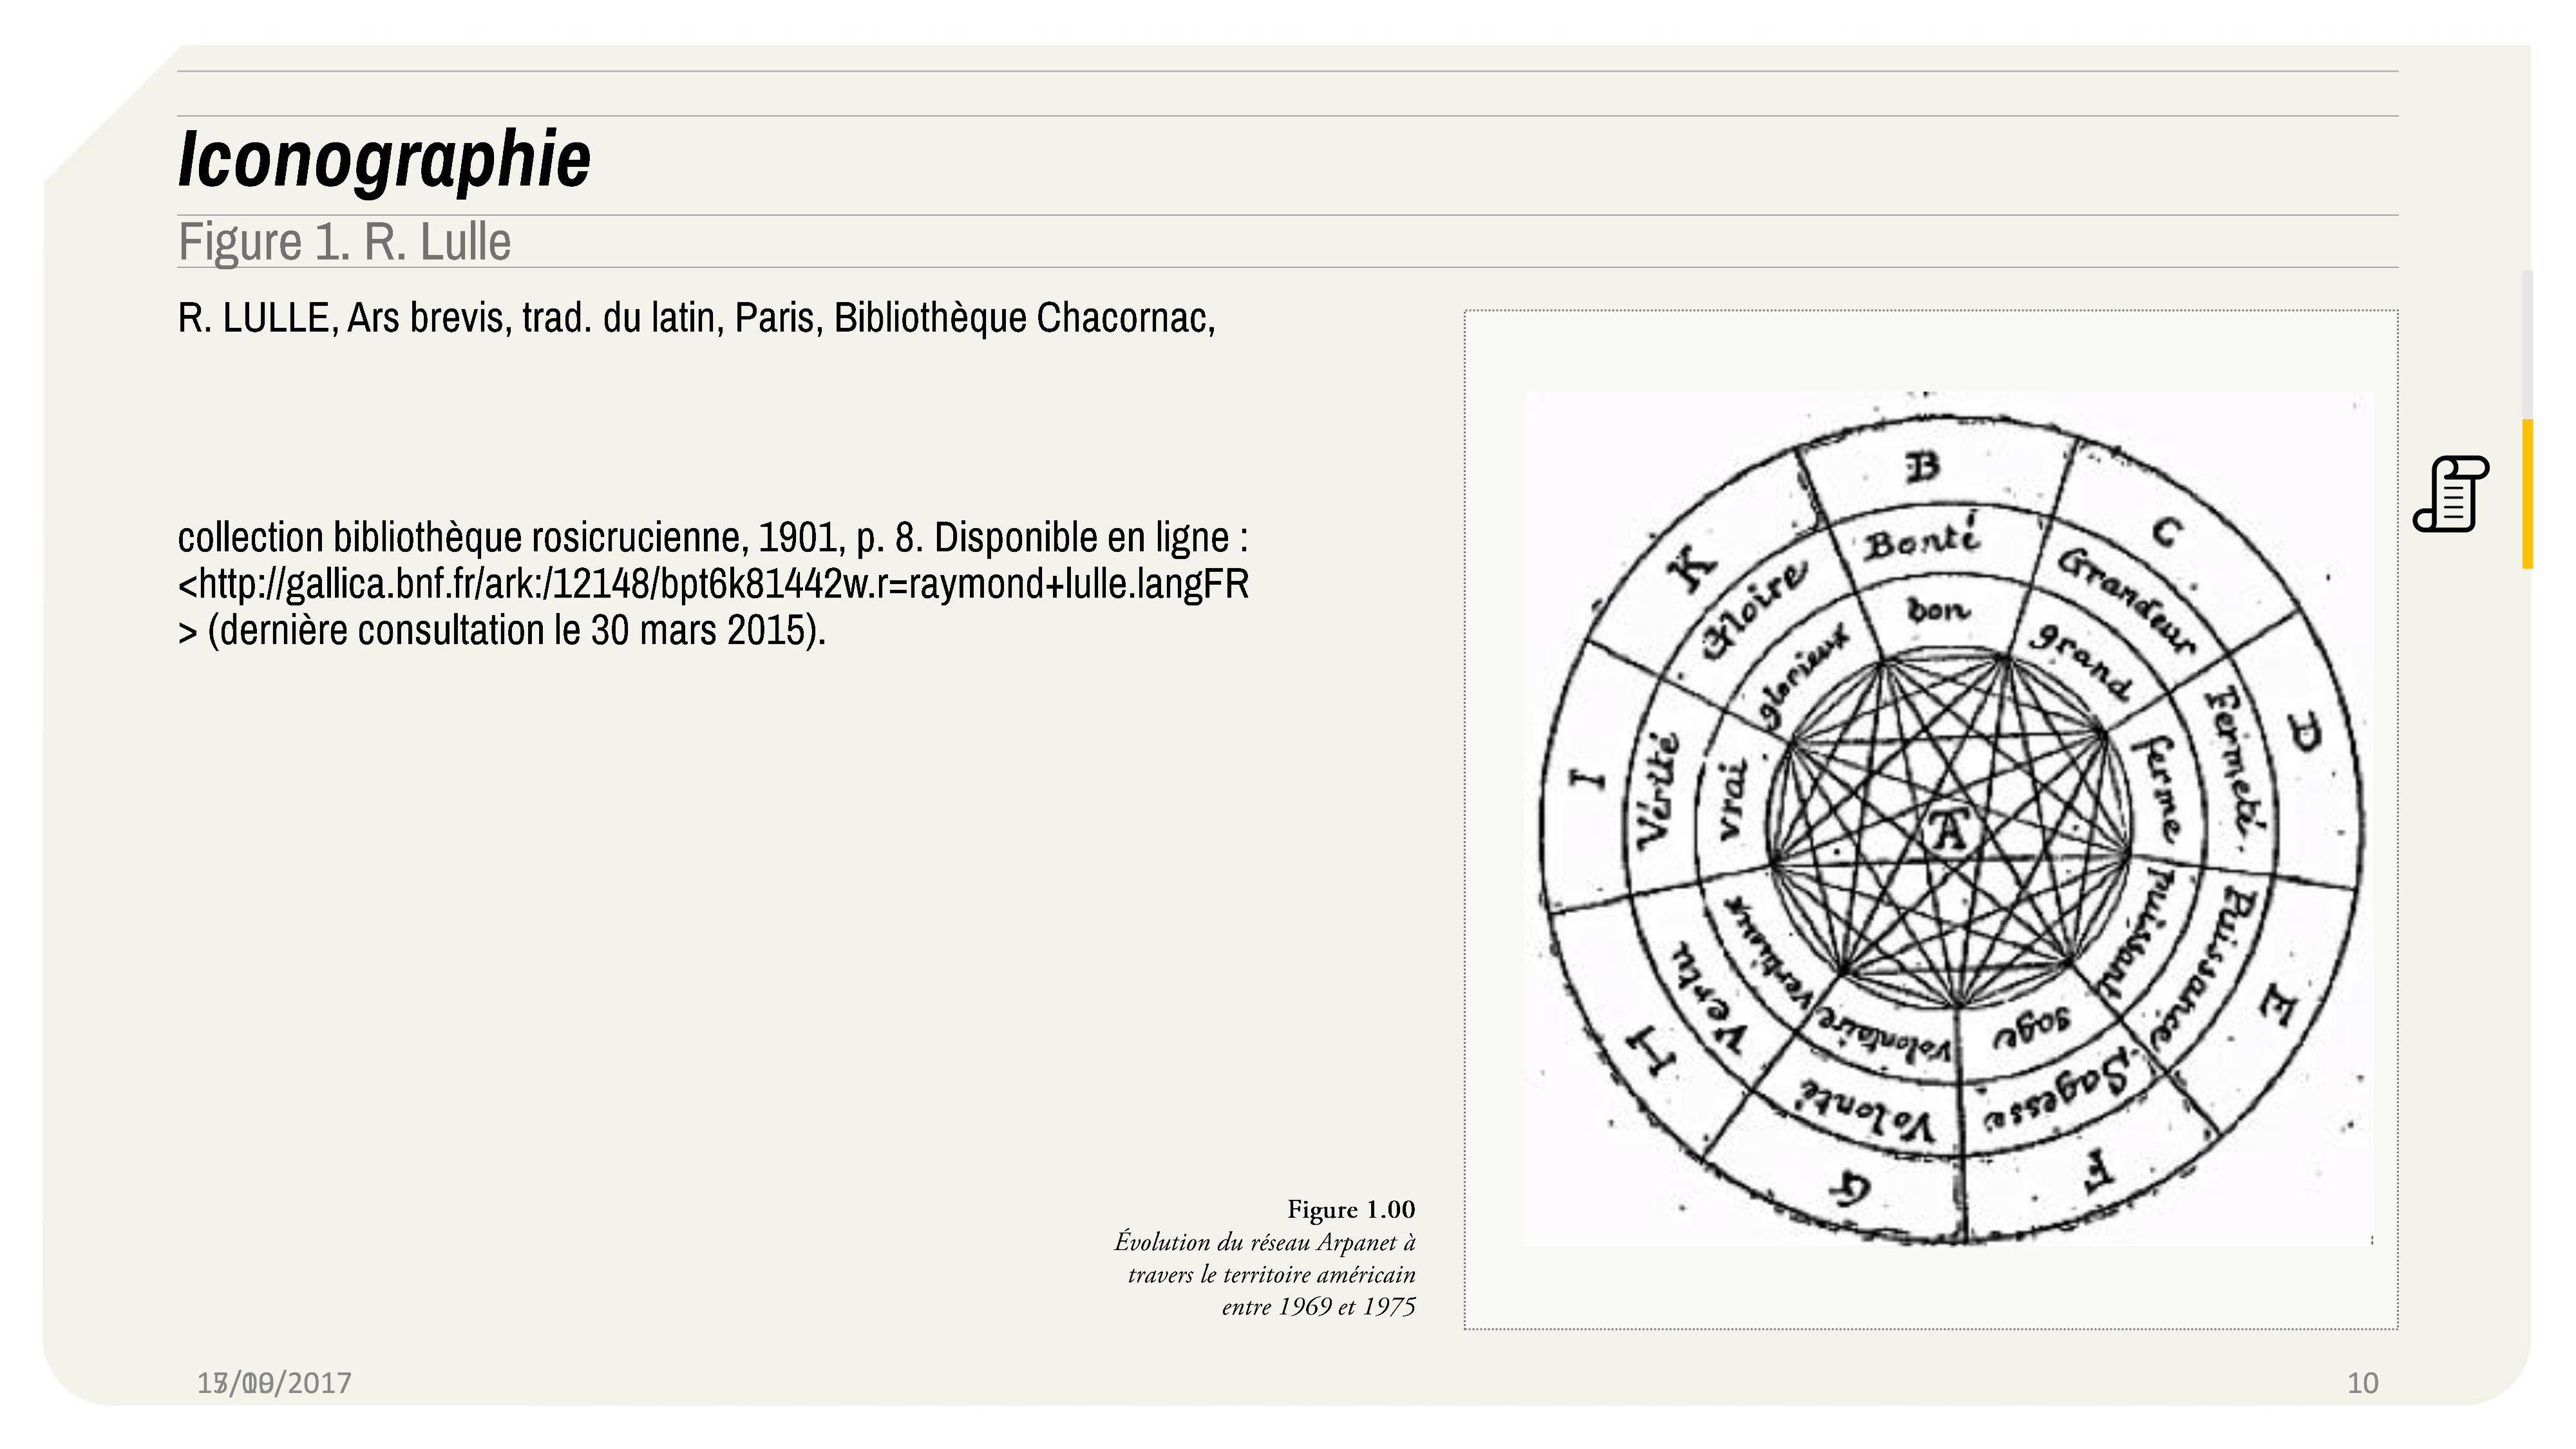 Iconographie
Figure 1. R. Lulle
R. LULLE, Ars brevis, trad. du latin, Paris, Bibliothèque Chacornac,
collection bibliothèque rosicrucienne, 1901, p. 8. Disponible en ligne :
<http://gallica.bnf.fr/ark:/12148/bpt6k81442w.r=raymond+lulle.langFR
> (dernière consultation le 30 mars 2015).
B
C
D
E
F
G
H
I
K
Bonté
Grandeur
Fermeté.
Puissance
Sagesse
Volonté
Vertu
Vérité
Gloire
bon
grand
ferme
puissant
sage
volontaire
vertueux
vrai
glorieux
A
Figure 1.00
Évolution du réseau Arpanet à
travers le territoire américain
entre 1969 et 1975
/2017
10